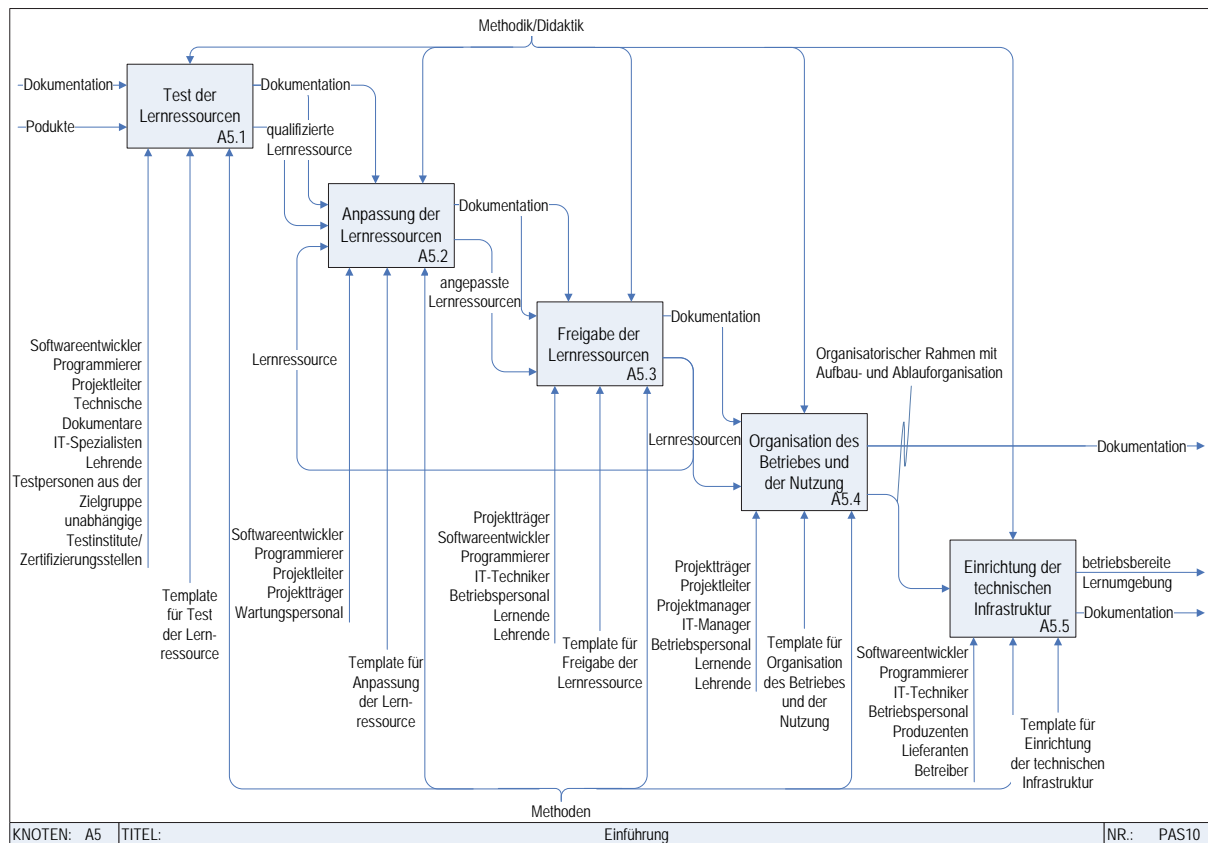 Methodik/Didaktik
Dokumentation
Podukte
Test der
Lernressourcen
A5.1
Dokumentation
qualifizierte
Lernressource
Anpassung der
Lernressourcen
A5.2
Dokumentation
angepasste
Lernressourcen
Lernressource
Freigabe der
Lernressourcen
A5.3
Dokumentation
Lernressourcen
Organisatorischer Rahmen mit
Aufbau- und Ablauforganisation
Organisation des
Betriebes und
der Nutzung
A5.4
Dokumentation
Einrichtung der
technischen
Infrastruktur
A5.5
betriebsbereite
Lernumgebung
Dokumentation
Softwareentwickler
Programmierer
Projektleiter
Technische
Dokumentare
IT-Spezialisten
Lehrende
Testpersonen aus der
Zielgruppe
unabhängige
Testinstitute/
Zertifizierungsstellen
Template
für Test
der Lern-
ressource
Softwareentwickler
Programmierer
Projektleiter
Projektträger
Wartungspersonal
Template für
Anpassung
der Lern-
ressource
Projektträger
Softwareentwickler
Programmierer
IT-Techniker
Betriebspersonal
Lernende
Lehrende
Template für
Freigabe der
Lernressource
Projektträger
Projektleiter
Projektmanager
IT-Manager
Betriebspersonal
Lernende
Lehrende
Template für
Organisation
des Betriebes
und der
Nutzung
Softwareentwickler
Programmierer
IT-Techniker
Betriebspersonal
Produzenten
Lieferanten
Betreiber
Template für
Einrichtung
der technischen
Infrastruktur
Methoden
KNOTEN: A5 TITEL: Einführung NR.: PAS10